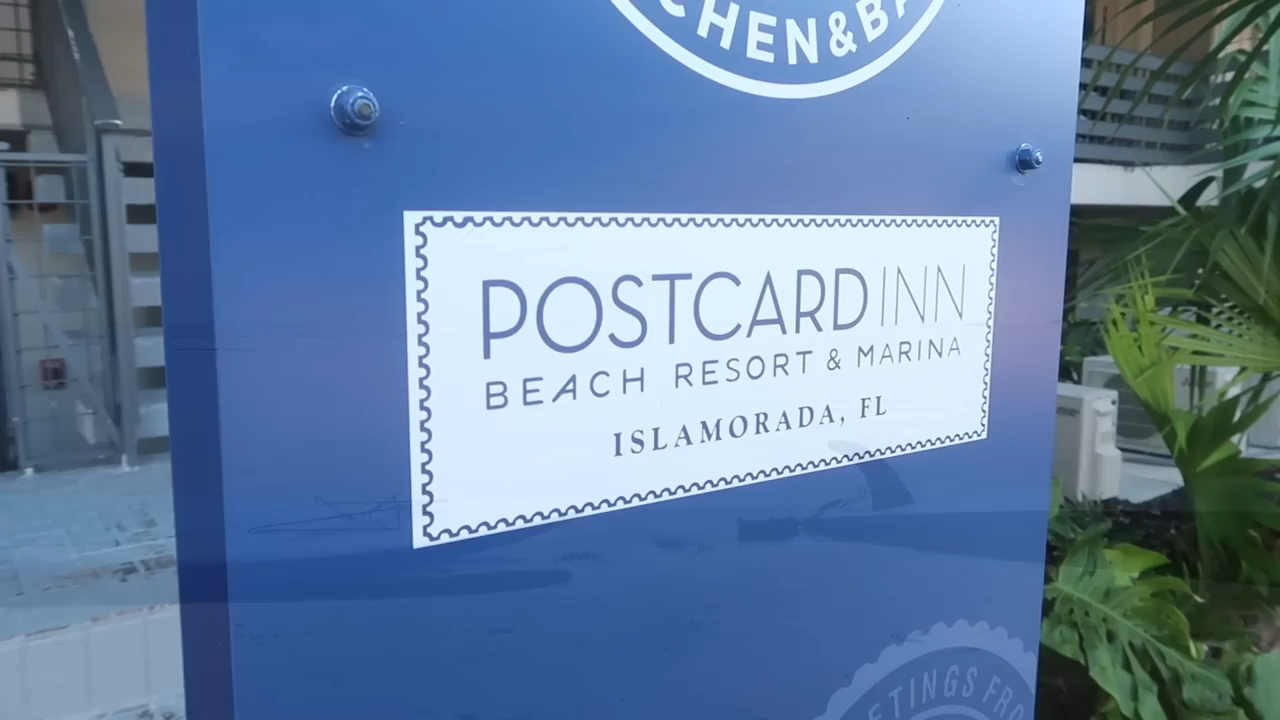 CHEN&BA
POSTCARD INN
BEACH RESORT & MARINA
ISLAMORADA, FL
ETINGS FRO